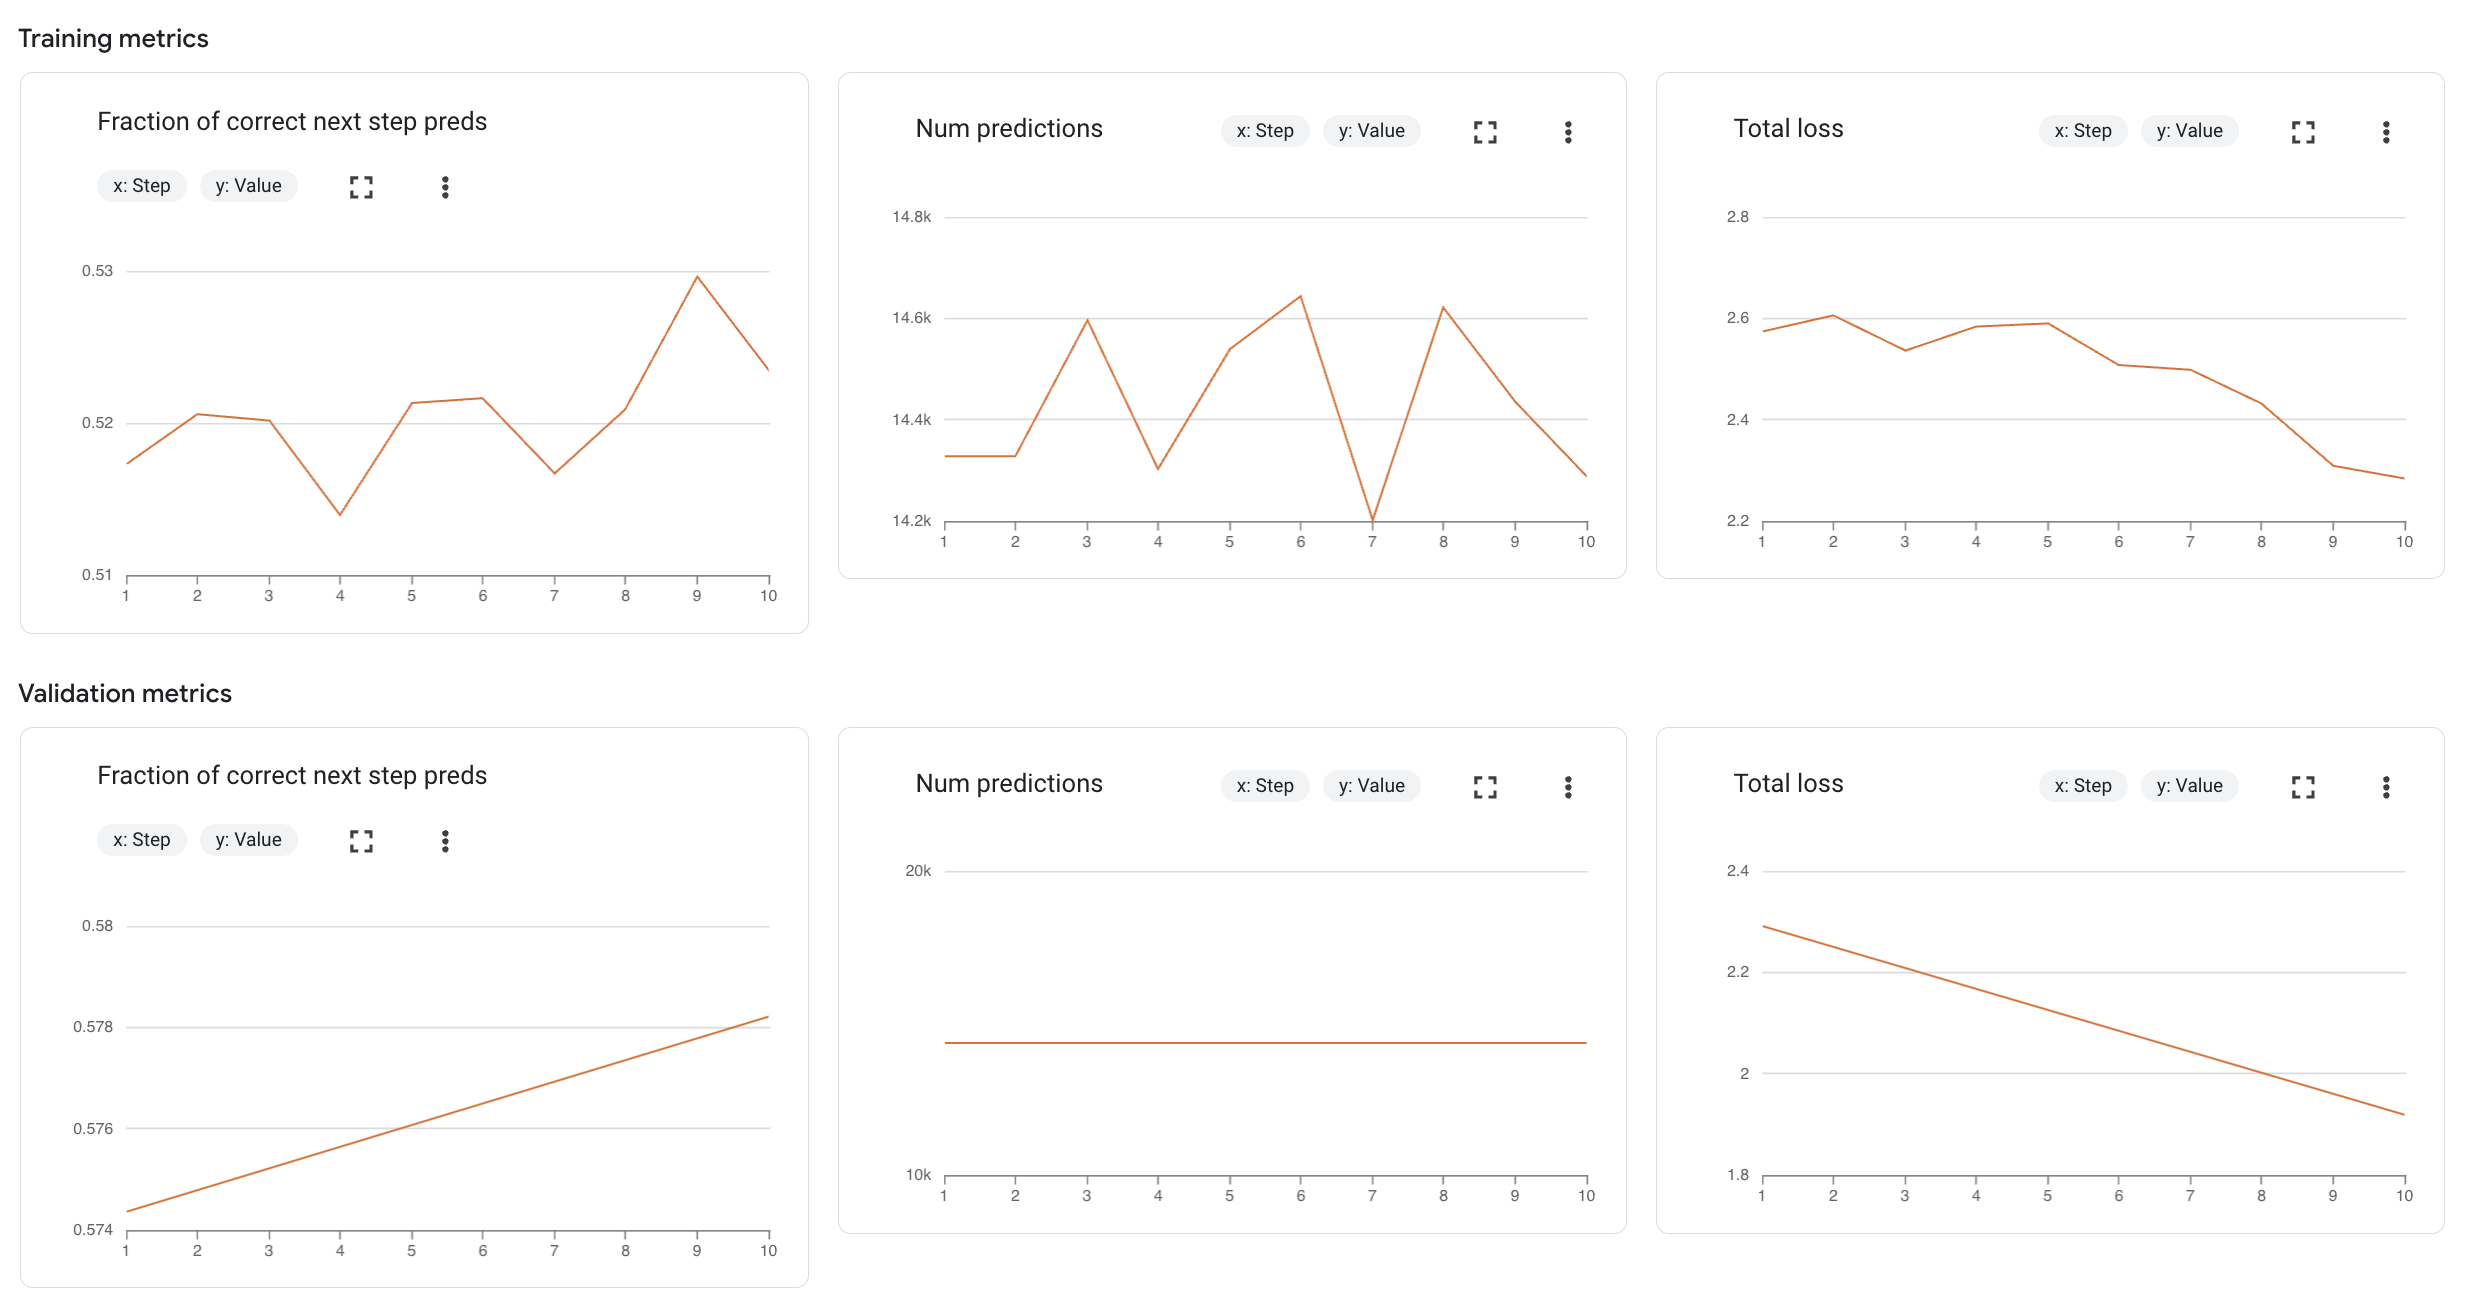 Training metrics
Fraction of correct next step preds
x: Step y: Value
0.53
0.52
0.51
1 2 3 4 5 6 7 8 9 10
Num predictions x: Step y: Value
14.8k
14.6k
14.4k
14.2k
1 2 3 4 5 6 7 8 9 10
Total loss x: Step y: Value
2.8
2.6
2.4
2.2
1 2 3 4 5 6 7 8 9 10
Validation metrics
Fraction of correct next step preds
x: Step y: Value
0.58
0.578
0.576
0.574
1 2 3 4 5 6 7 8 9 10
Num predictions x: Step y: Value
20k
10k
1 2 3 4 5 6 7 8 9 10
Total loss x: Step y: Value
2.4
2.2
2
1.8
1 2 3 4 5 6 7 8 9 10